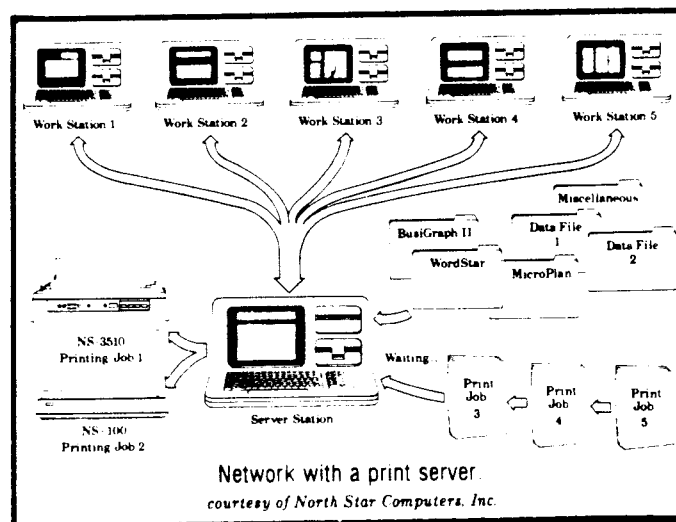 Work Station 1
Work Station 2
Work Station 3
Work Station 4
Work Station 5
Miscellaneous
BusiGraph II
Data File
1
Data File
2
WordStar
MicroPlan
NS-3510
Printing Job 1
Waiting...
Print
Job
3
Print
Job
4
Print
Job
5
NS-100
Printing Job 2
Server Station
Network with a print server.
courtesy of North Star Computers, Inc.